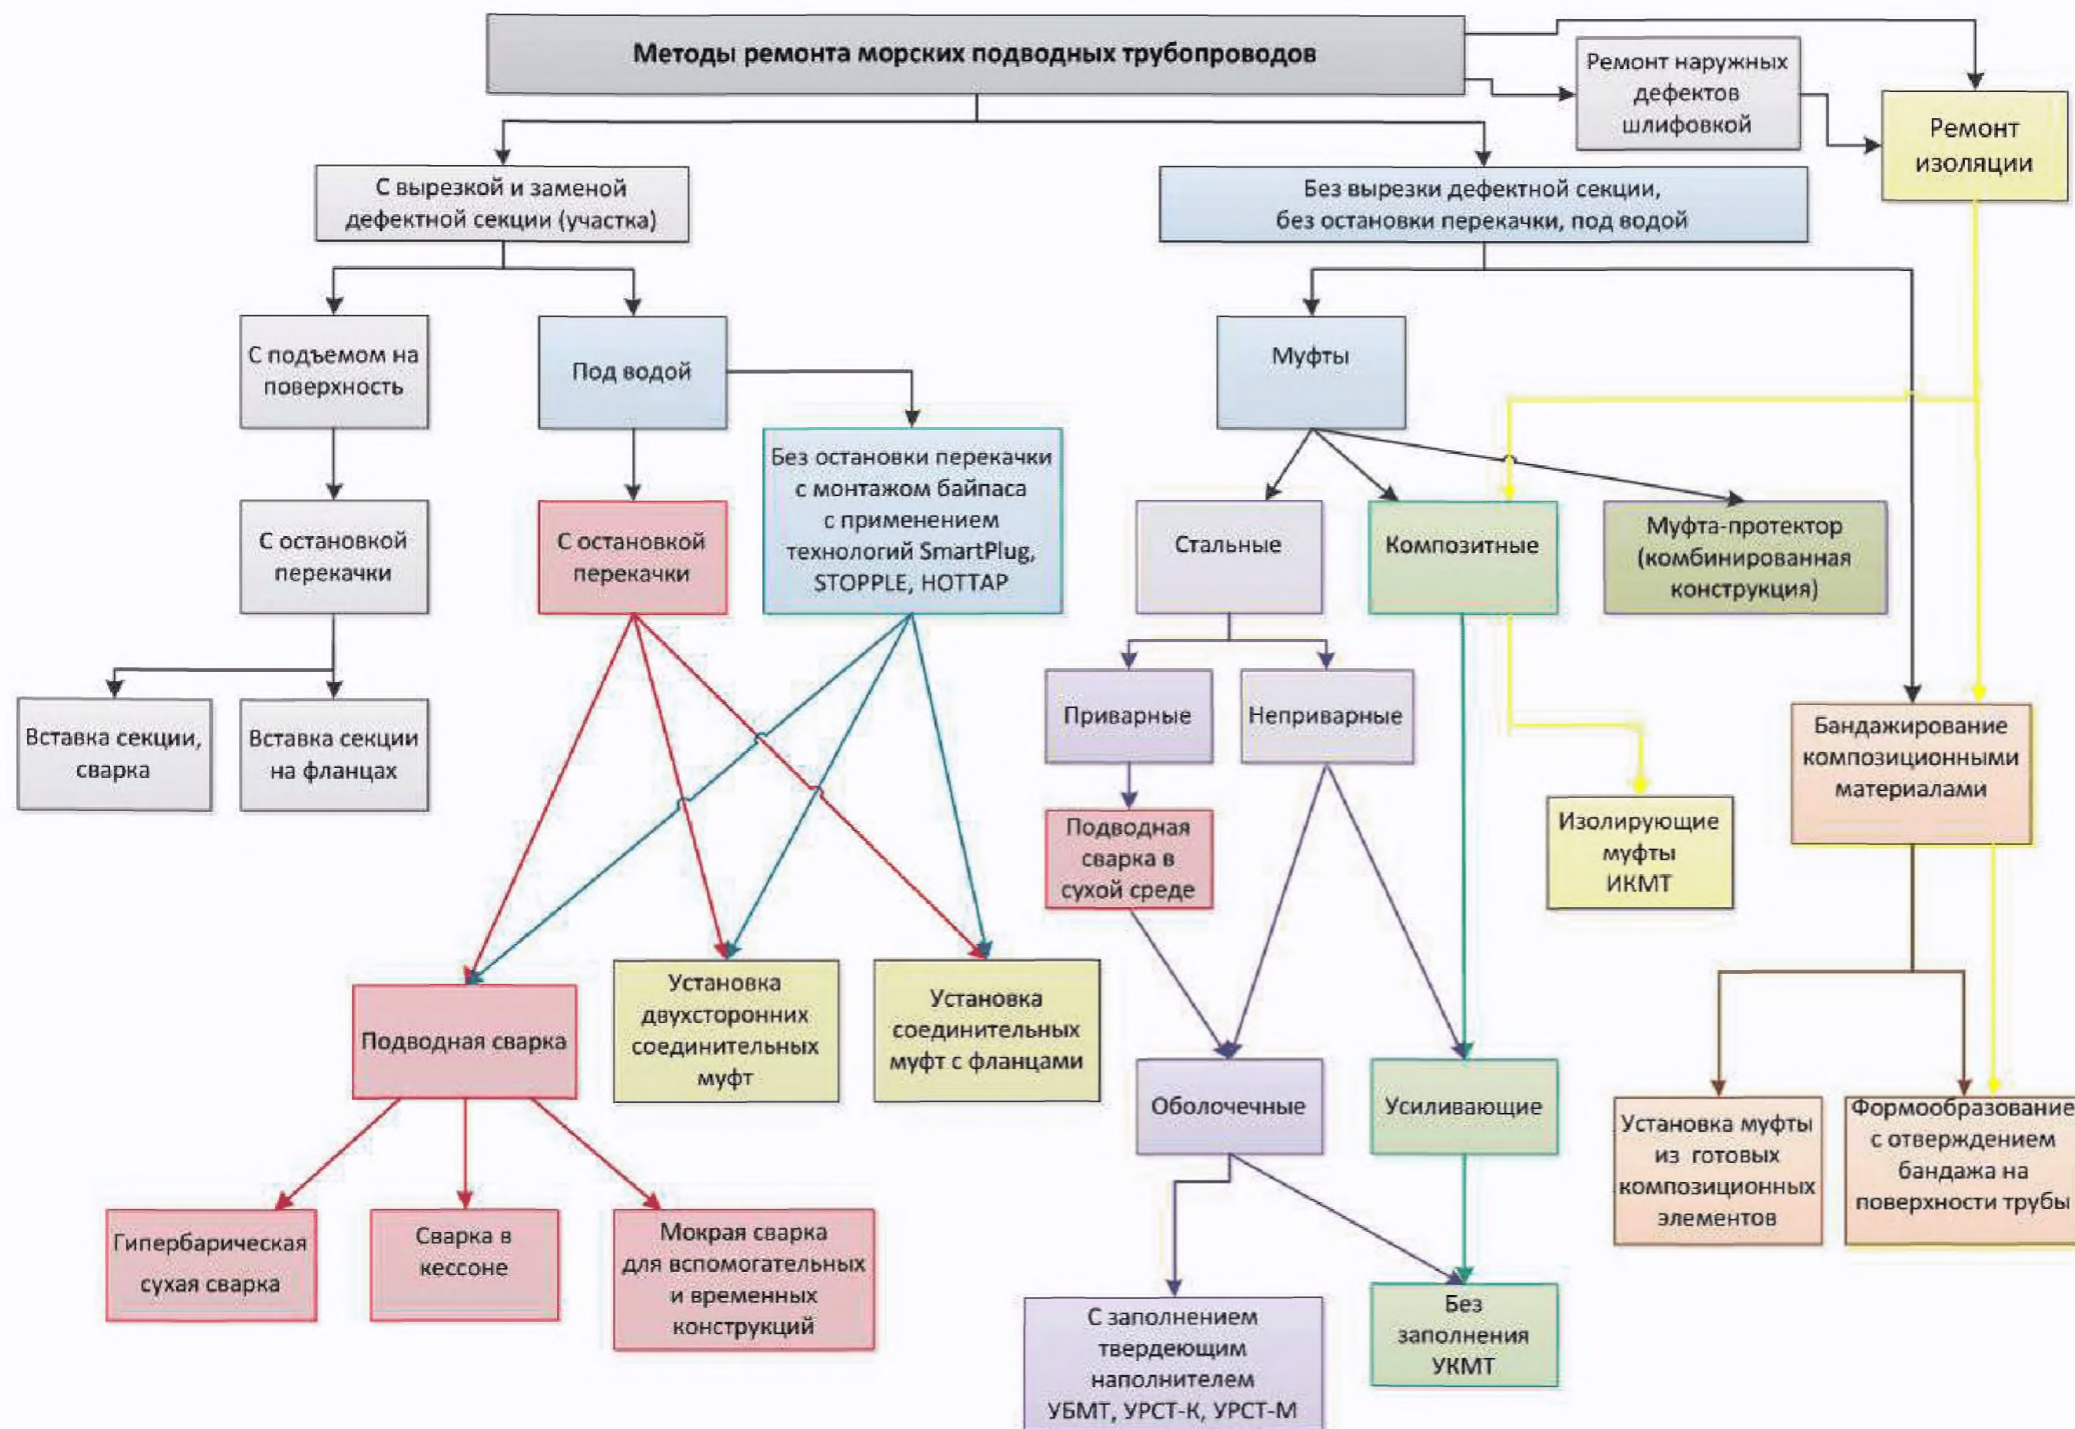 Методы ремонта морских подводных трубопроводов
Ремонт наружных
дефектов
шлифовкой
Ремонт
изоляции
С вырезкой и заменой
дефектной секции (участка)
Без вырезки дефектной секции,
без остановки перекачки, под водой
С подъемом на
поверхность
Под водой
Муфты
Без остановки перекачки
с монтажом байпаса
с применением
технологий SmartPlug,
STOPPLE, HOTTAP
С остановкой
перекачки
С остановкой
перекачки
Стальные
Композитные
Муфта-протектор
(комбинированная
конструкция)
Вставка секции,
сварка
Вставка секции
на фланцах
Приварные
Неприварные
Бандажирование
композиционными
материалами
Подводная
сварка в
сухой среде
Изолирующие
муфты
ИКМТ
Подводная сварка
Установка
двухсторонних
соединительных
муфт
Установка
соединительных
муфт с фланцами
Оболочечные
Усиливающие
Установка муфты
из готовых
композиционных
элементов
Формообразование
с отверждением
бандажа на
поверхности трубы
Гипербарическая
сухая сварка
Сварка в
кессоне
Мокрая сварка
для вспомогательных
и временных
конструкций
С заполнением
твердеющим
наполнителем
УБМТ, УРСТ-К, УРСТ-М
Без
заполнения
УКМТ